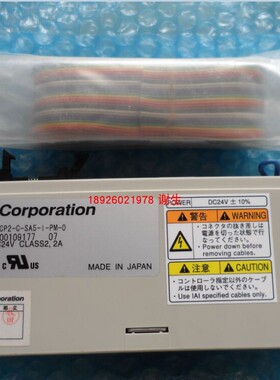 18926021978 谢生
Corporation
CP2-C-SA5-I-PM-0
00109177 07
24V CLASS2, 2A
C US
MADE IN JAPAN
POWER DC24V ± 10%
警告 WARNING
・コネクタの抜き差しは
電源を切った状態で行
なってください。
・Power down before
removing cables.
注意 CAUTION
・コントローラ指定以外のケーブ
ルは使用しないで下さい。
・Use IAI specified cables only.
orporation